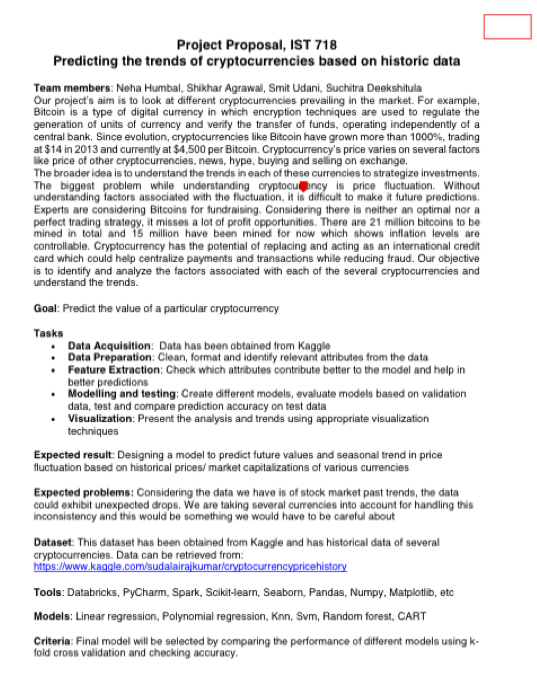 Project Proposal, IST 718
Predicting the trends of cryptocurrencies based on historic data
Team members: Neha Humbal, Shikhar Agrawal, Smit Udani, Suchitra Deekshitula
Our project's aim is to look at different cryptocurrencies prevailing in the market. For example,
Bitcoin is a type of digital currency in which encryption techniques are used to regulate the
generation of units of currency and verify the transfer of funds, operating independently of a
central bank. Since evolution, cryptocurrencies like Bitcoin have grown more than 1000%, trading
at $14 in 2013 and currently at $4,500 per Bitcoin. Cryptocurrency's price varies on several factors
like price of other cryptocurrencies, news, hype, buying and selling on exchange.
The broader idea is to understand the trends in each of these currencies to strategize investments.
The biggest problem while understanding cryptocurrency is price fluctuation. Without
understanding factors associated with the fluctuation, it is difficult to make it future predictions.
Experts are considering Bitcoins for fundraising. Considering there is neither an optimal nor a
perfect trading strategy, it misses a lot of profit opportunities. There are 21 million bitcoins to be
mined in total and 15 million have been mined for now which shows inflation levels are
controllable. Cryptocurrency has the potential of replacing and acting as an international credit
card which could help centralize payments and transactions while reducing fraud. Our objective
is to identify and analyze the factors associated with each of the several cryptocurrencies and
understand the trends.
Goal: Predict the value of a particular cryptocurrency
Tasks
• Data Acquisition: Data has been obtained from Kaggle
• Data Preparation: Clean, format and identify relevant attributes from the data
• Feature Extraction: Check which attributes contribute better to the model and help in
better predictions
• Modelling and testing: Create different models, evaluate models based on validation
data, test and compare prediction accuracy on test data
• Visualization: Present the analysis and trends using appropriate visualization
techniques
Expected result: Designing a model to predict future values and seasonal trend in price
fluctuation based on historical prices/ market capitalizations of various currencies
Expected problems: Considering the data we have is of stock market past trends, the data
could exhibit unexpected drops. We are taking several currencies into account for handling this
inconsistency and this would be something we would have to be careful about
Dataset: This dataset has been obtained from Kaggle and has historical data of several
cryptocurrencies. Data can be retrieved from:
https://www.kaggle.com/sudalairajkumar/cryptocurrencypricehistory
Tools: Databricks, PyCharm, Spark, Scikit-learn, Seaborn, Pandas, Numpy, Matplotlib, etc
Models: Linear regression, Polynomial regression, Knn, Svm, Random forest, CART
Criteria: Final model will be selected by comparing the performance of different models using k-
fold cross validation and checking accuracy.